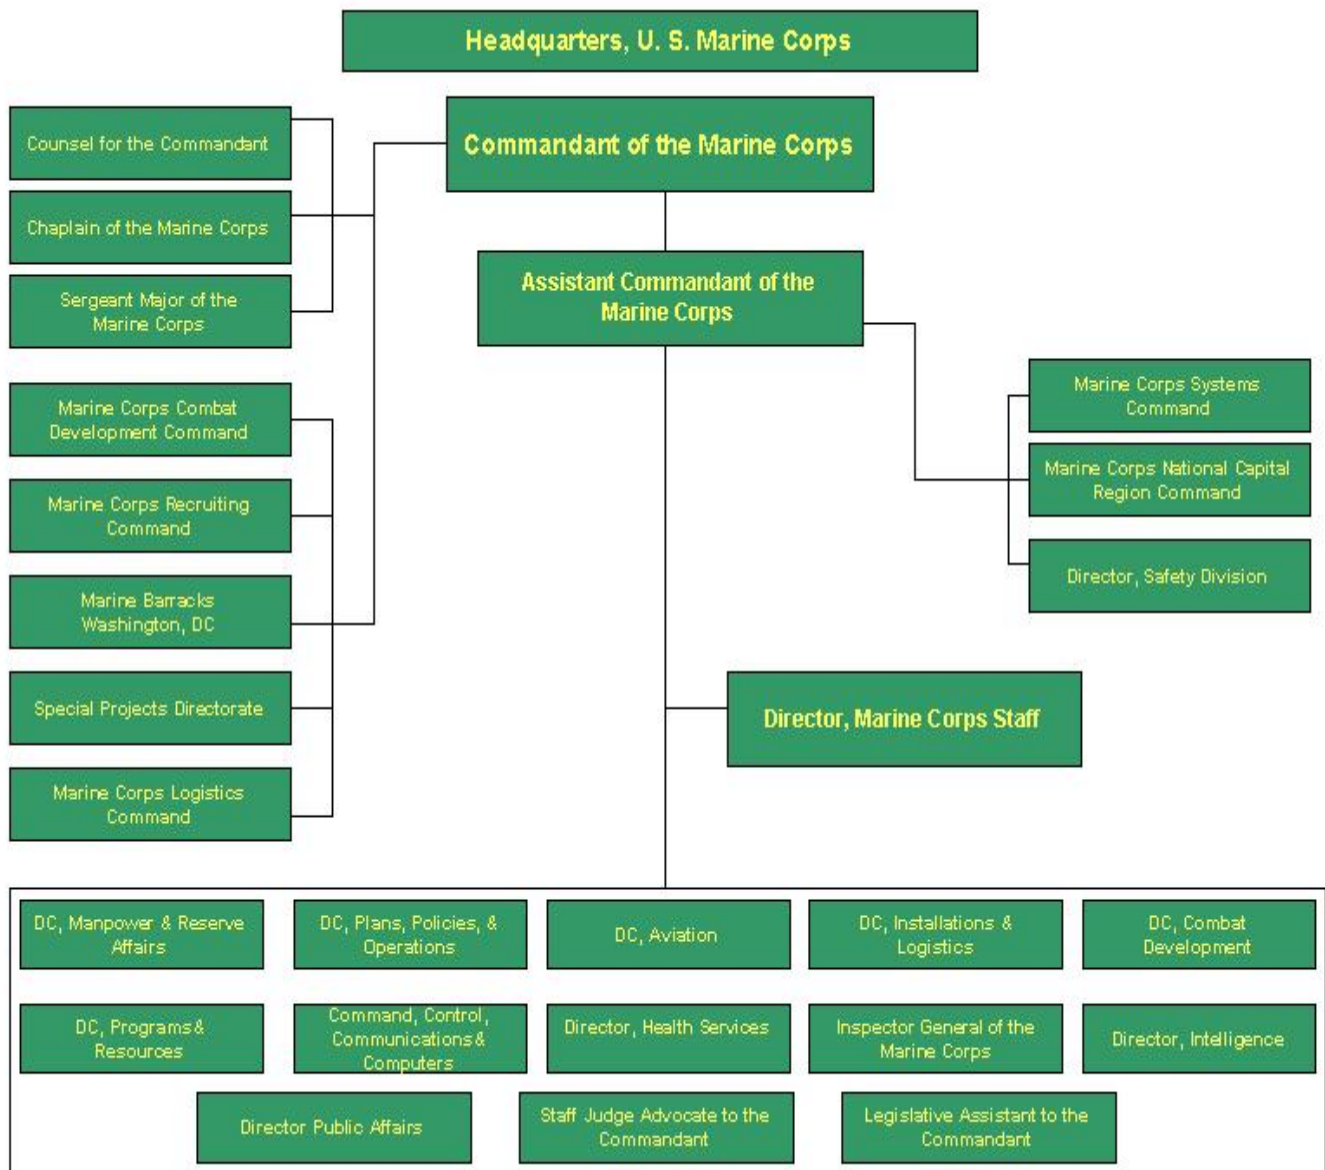 Headquarters, U. S. Marine Corps
Commandant of the Marine Corps
Counsel for the Commandant
Chaplain of the Marine Corps
Sergeant Major of the
Marine Corps
Assistant Commandant of the
Marine Corps
Marine Corps Combat
Development Command
Marine Corps Recruiting
Command
Marine Barracks
Washington, DC
Special Projects Directorate
Marine Corps Logistics
Command
Marine Corps Systems
Command
Marine Corps National Capital
Region Command
Director, Safety Division
Director, Marine Corps Staff
DC, Manpower & Reserve
Affairs
DC, Plans, Policies, &
Operations
DC, Aviation
DC, Installations &
Logistics
DC, Combat
Development
DC, Programs &
Resources
Command, Control,
Communications &
Computers
Director, Health Services
Inspector General of the
Marine Corps
Director, Intelligence
Director Public Affairs
Staff Judge Advocate to the
Commandant
Legislative Assistant to the
Commandant